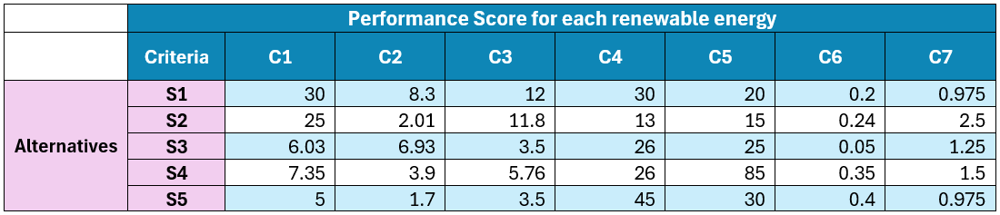 Performance Score for each renewable energy
Criteria C1 C2 C3 C4 C5 C6 C7
S1 30 8.3 12 30 20 0.2 0.975
S2 25 2.01 11.8 13 15 0.24 2.5
Alternatives S3 6.03 6.93 3.5 26 25 0.05 1.25
S4 7.35 3.9 5.76 26 85 0.35 1.5
S5 5 1.7 3.5 45 30 0.4 0.975